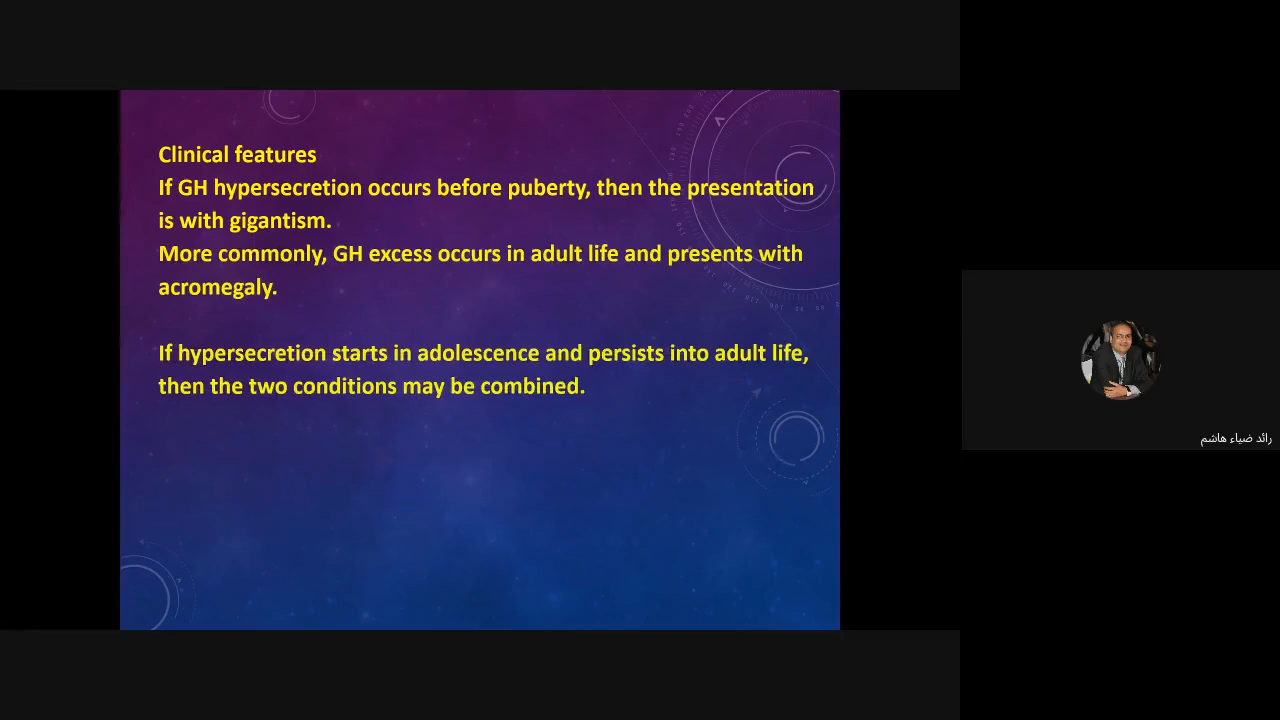 Clinical features
If GH hypersecretion occurs before puberty, then the presentation
is with gigantism.
More commonly, GH excess occurs in adult life and presents with
acromegaly.
If hypersecretion starts in adolescence and persists into adult life,
then the two conditions may be combined.
رائد ضياء هاشم